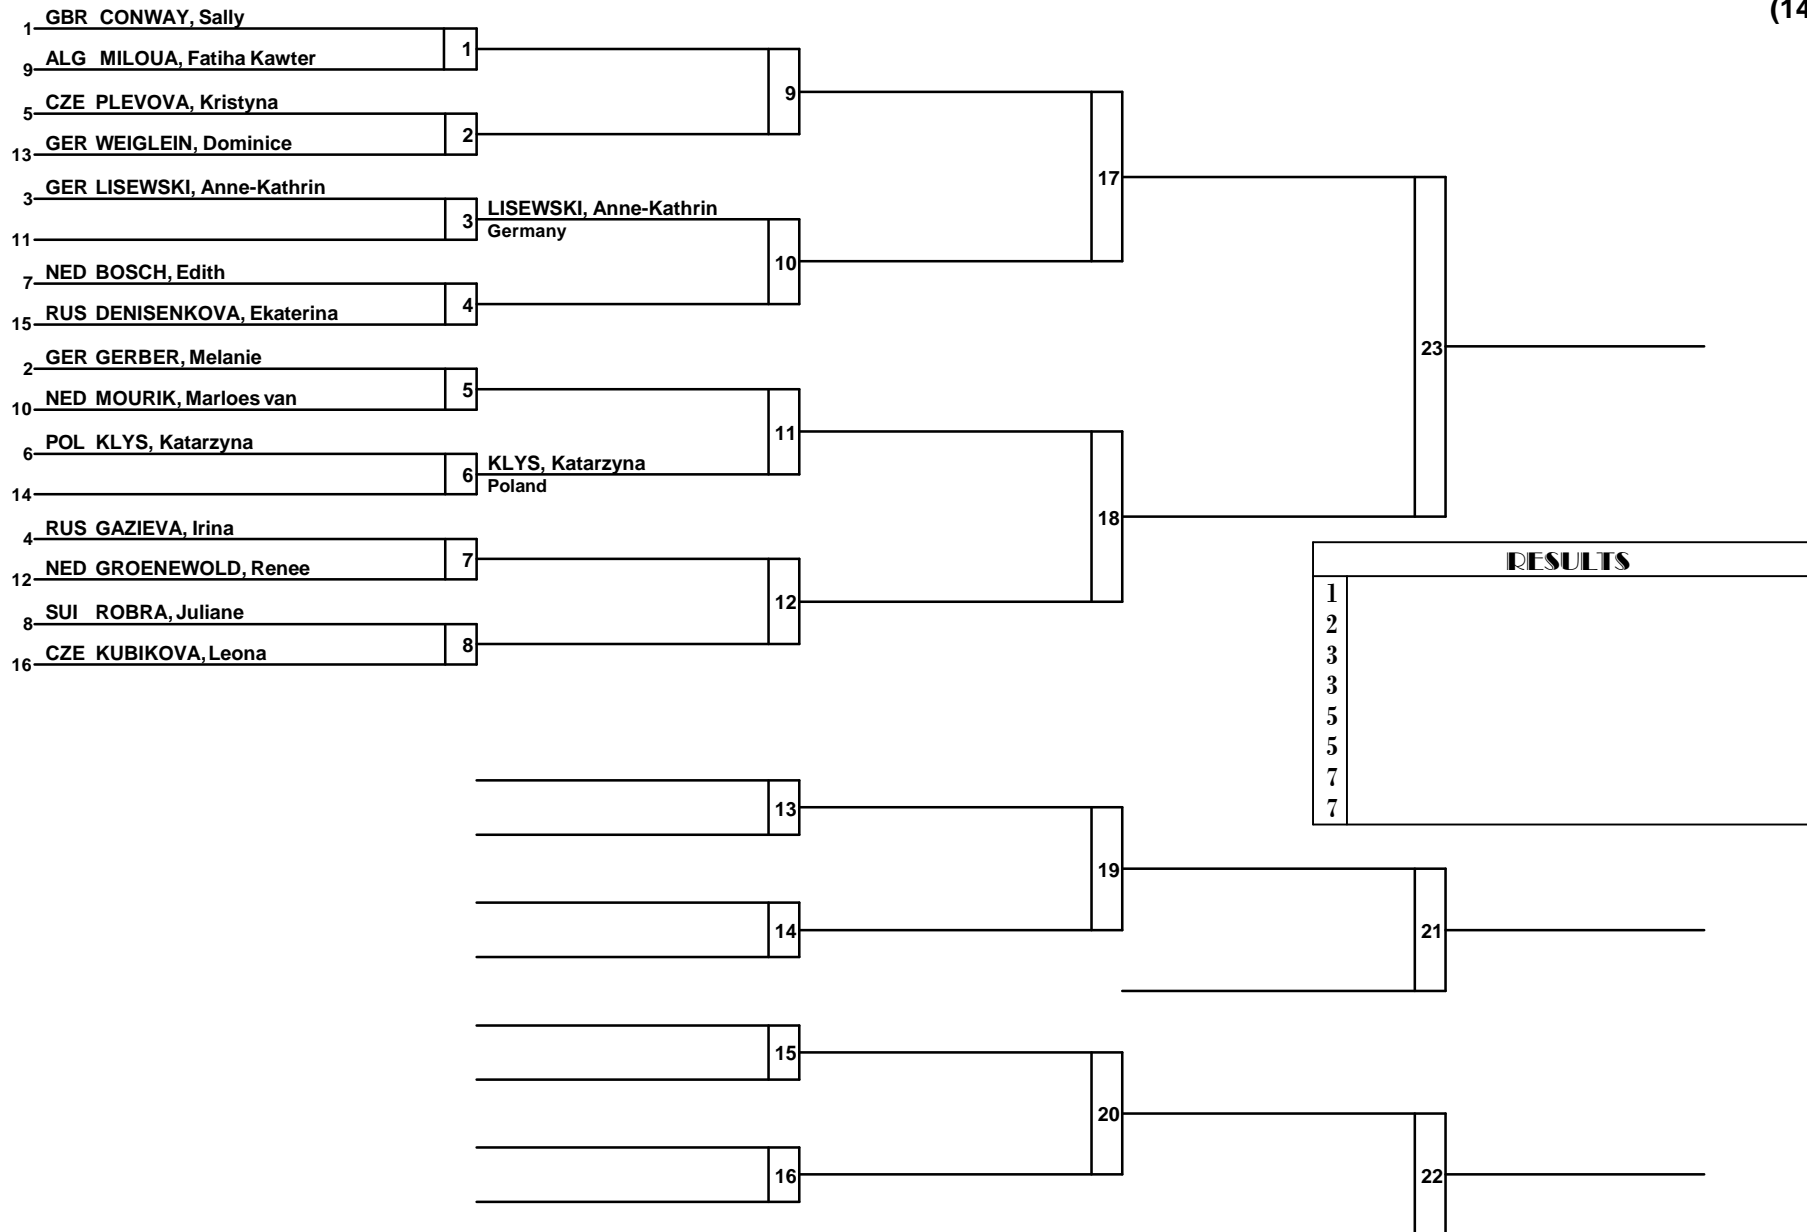 (14
1 GBR CONWAY, Sally
1
9 ALG MILOUA, Fatiha Kawter
9
5 CZE PLEVOVA, Kristyna
2
13 GER WEIGLEIN, Dominice
17
3 GER LISEWSKI, Anne-Kathrin
3 LISEWSKI, Anne-Kathrin
Germany
11
10
7 NED BOSCH, Edith
4
15 RUS DENISENKOVA, Ekaterina
23
2 GER GERBER, Melanie
5
10 NED MOURIK, Marloes van
11
6 POL KLYS, Katarzyna
6 KLYS, Katarzyna
Poland
14
18
4 RUS GAZIEVA, Irina
7
12 NED GROENEWOLD, Renee
12
8 SUI ROBRA, Juliane
8
16 CZE KUBIKOVA, Leona
RESULTS
1
2
3
3
5
5
7
7
13
19
14
21
15
20
16
22